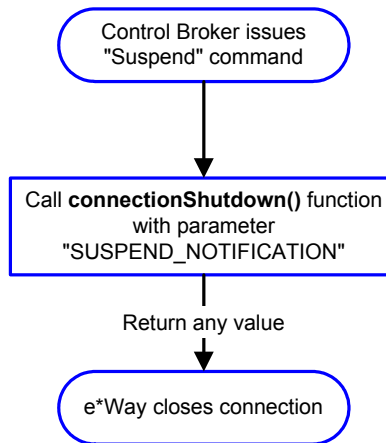 Control Broker issues
"Suspend" command
Call connectionShutdown() function
with parameter
"SUSPEND_NOTIFICATION"
Return any value
e*Way closes connection